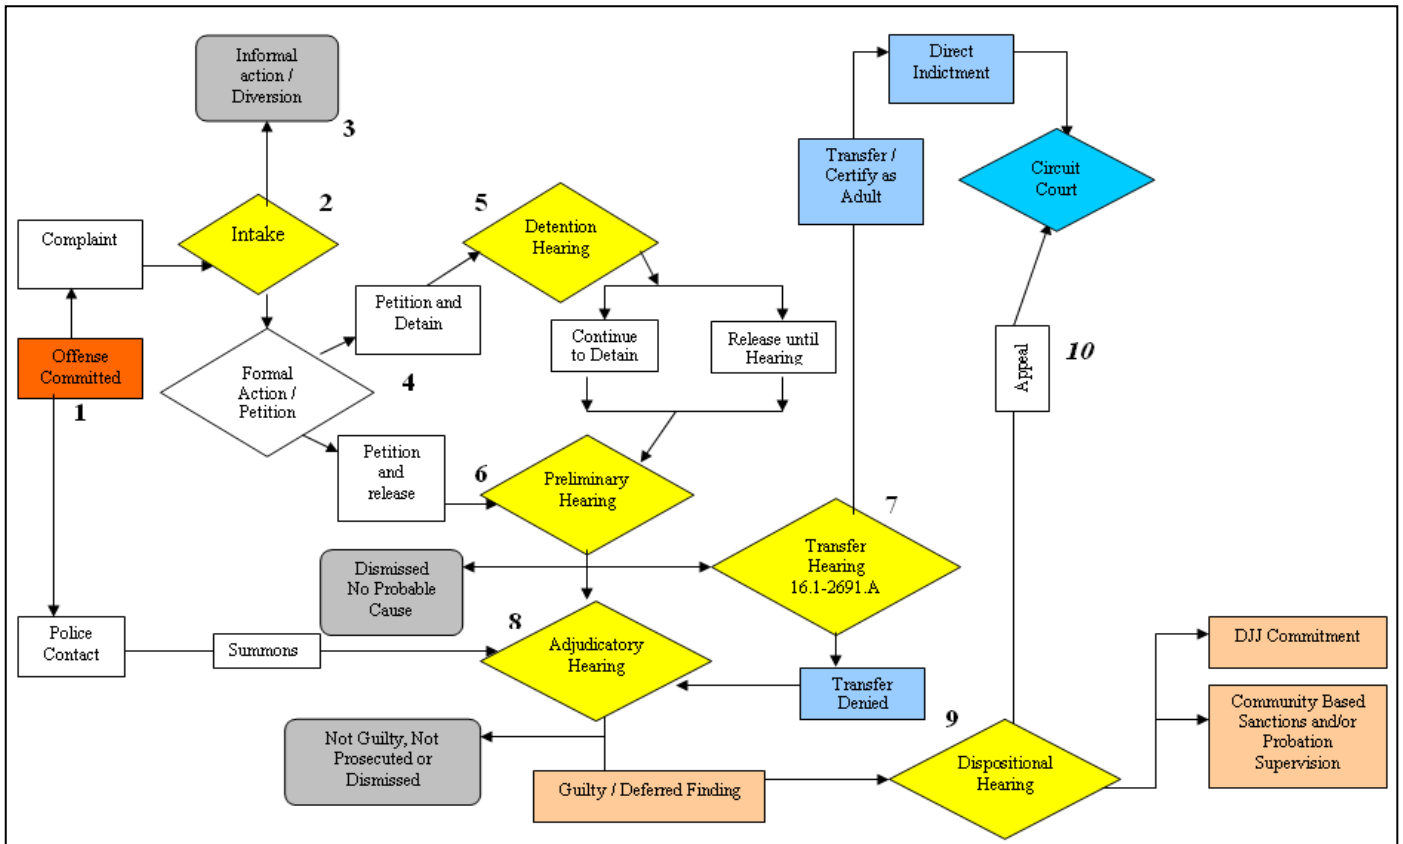 Informal
action /
Diversion
3
Direct
Indictment
Transfer /
Certify as
Adult
Circuit
Court
2
Intake
Complaint
5
Detention
Hearing
Petition and
Detain
Continue
to Detain
Release until
Hearing
Offense
Committed
1
Formal
Action /
Petition
4
Appeal
10
Petition
and
release
6
Preliminary
Hearing
7
Transfer
Hearing
16.1-2691.A
Dismissed
No Probable
Cause
8
Adjudicatory
Hearing
Police
Contact
Summons
Transfer
Denied
DJJ Commitment
Community Based
Sanctions and/or
Probation
Supervision
9
Dispositional
Hearing
Not Guilty, Not
Prosecuted or
Dismissed
Guilty / Deferred Finding